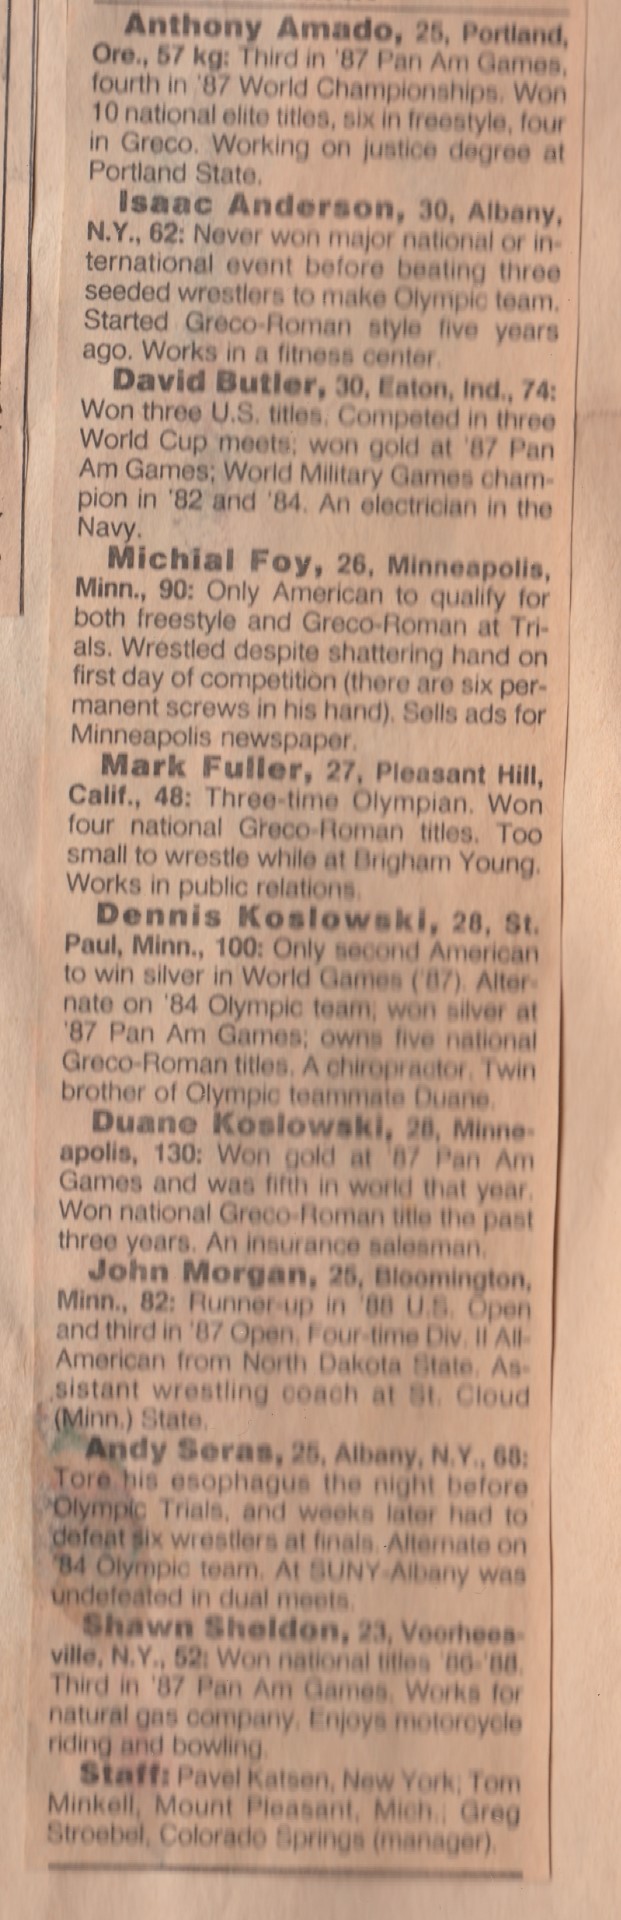 Anthony Amado, 25, Portland,
Ore., 57 kg: Third in '87 Pan Am Games,
fourth in '87 World Championships. Won
10 national elite titles, six in freestyle, four
in Greco. Working on justice degree at
Portland State.
Isaac Anderson, 30, Albany,
N.Y., 62: Never won major national or in-
ternational event before beating three
seeded wrestlers to make Olympic team.
Started Greco-Roman style five years
ago. Works in a fitness center.
David Butler, 30, Eaton, Ind., 74:
Won three U.S. titles. Competed in three
World Cup meets; won gold at '87 Pan
Am Games; World Military Games cham-
pion in '82 and '84. An electrician in the
Navy.
Michial Foy, 26, Minneapolis,
Minn., 90: Only American to qualify for
both freestyle and Greco-Roman at Tri-
als. Wrestled despite shattering hand on
first day of competition (there are six per-
manent screws in his hand). Sells ads for
Minneapolis newspaper.
Mark Fuller, 27, Pleasant Hill,
Calif., 48: Three-time Olympian. Won
four national Greco-Roman titles. Too
small to wrestle while at Brigham Young.
Works in public relations.
Dennis Koslowski, 28, St.
Paul, Minn., 100: Only second American
to win silver in World Games ('87). Alter-
nate on '84 Olympic team; won silver at
'87 Pan Am Games; owns five national
Greco-Roman titles. A chiropractor. Twin
brother of Olympic teammate Duane.
Duane Koslowski, 28, Minne-
apolis, 130: Won gold at '87 Pan Am
Games and was fifth in world that year.
Won national Greco-Roman title the past
three years. An insurance salesman.
John Morgan, 25, Bloomington,
Minn., 82: Runner-up in '88 U.S. Open
and third in '87 Open. Four-time Div. II All-
American from North Dakota State. As-
sistant wrestling coach at St. Cloud
(Minn.) State.
Andy Seras, 25, Albany, N.Y., 68:
Tore his esophagus the night before
Olympic Trials, and weeks later had to
defeat six wrestlers at finals. Alternate on
'84 Olympic team. At SUNY-Albany was
undefeated in dual meets.
Shawn Sheldon, 23, Voorhees-
ville, N.Y., 52: Won national titles '86-'88.
Third in '87 Pan Am Games. Works for
natural gas company. Enjoys motorcycle
riding and bowling.
Staff: Pavel Katsen, New York; Tom
Minkell, Mount Pleasant, Mich.; Greg
Stroebel, Colorado Springs (manager).